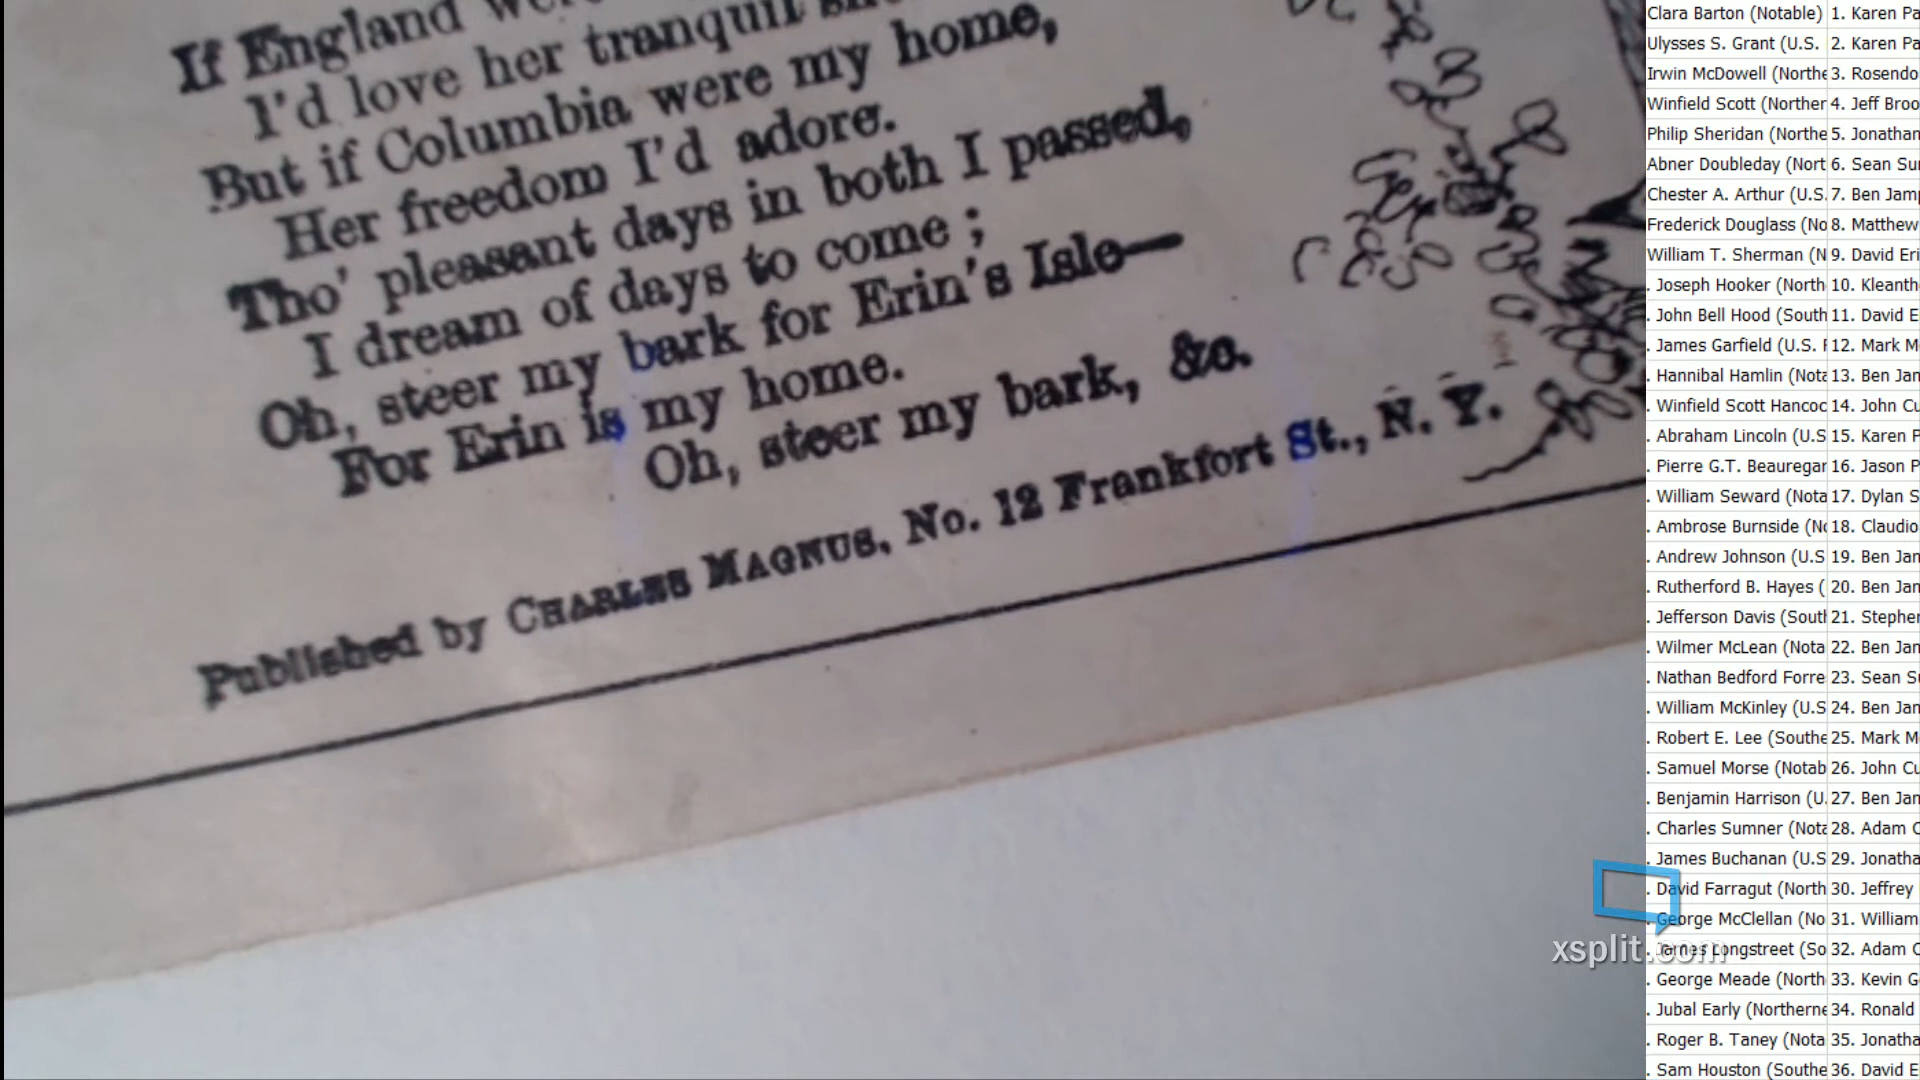 If England
I'd love her tranquil
But if Columbia were my home,
Her freedom I'd adore.
Tho' pleasant days in both I passed,
I dream of days to come ;
Oh, steer my bark for Erin's Isle—
For Erin is my home.
Oh, steer my bark, &c.
Published by CHARLES MAGNUS, No. 12 Frankfort St., N. Y.
Clara Barton (Notable) 1. Karen Pa
Ulysses S. Grant (U.S. 2. Karen Pa
Irwin McDowell (Northe 3. Rosendo
Winfield Scott (Norther 4. Jeff Broo
Philip Sheridan (Northe 5. Jonathan
Abner Doubleday (Nort 6. Sean Su
Chester A. Arthur (U.S. 7. Ben Jam
Frederick Douglass (No 8. Matthew
William T. Sherman (N 9. David Eri
. Joseph Hooker (North 10. Kleanth
. John Bell Hood (South 11. David E
. James Garfield (U.S. 12. Mark M
. Hannibal Hamlin (Nota 13. Ben Jan
. Winfield Scott Hancoc 14. John Cu
. Abraham Lincoln (U.S 15. Karen P
. Pierre G.T. Beauregar 16. Jason P
. William Seward (Nota 17. Dylan S
. Ambrose Burnside (No 18. Claudio
. Andrew Johnson (U.S 19. Ben Jan
. Rutherford B. Hayes ( 20. Ben Jan
. Jefferson Davis (South 21. Stephen
. Wilmer McLean (Nota 22. Ben Jan
. Nathan Bedford Forre 23. Sean Su
. William McKinley (U.S 24. Ben Jan
. Robert E. Lee (Southe 25. Mark M
. Samuel Morse (Notab 26. John Cu
. Benjamin Harrison (U. 27. Ben Jan
. Charles Sumner (Nota 28. Adam C
. James Buchanan (U.S 29. Jonatha
. David Farragut (North 30. Jeffrey
. George McClellan (No 31. William
. James Longstreet (So 32. Adam C
. George Meade (North 33. Kevin G
. Jubal Early (Northerne 34. Ronald
. Roger B. Taney (Nota 35. Jonatha
. Sam Houston (Southe 36. David E
xsplit.com